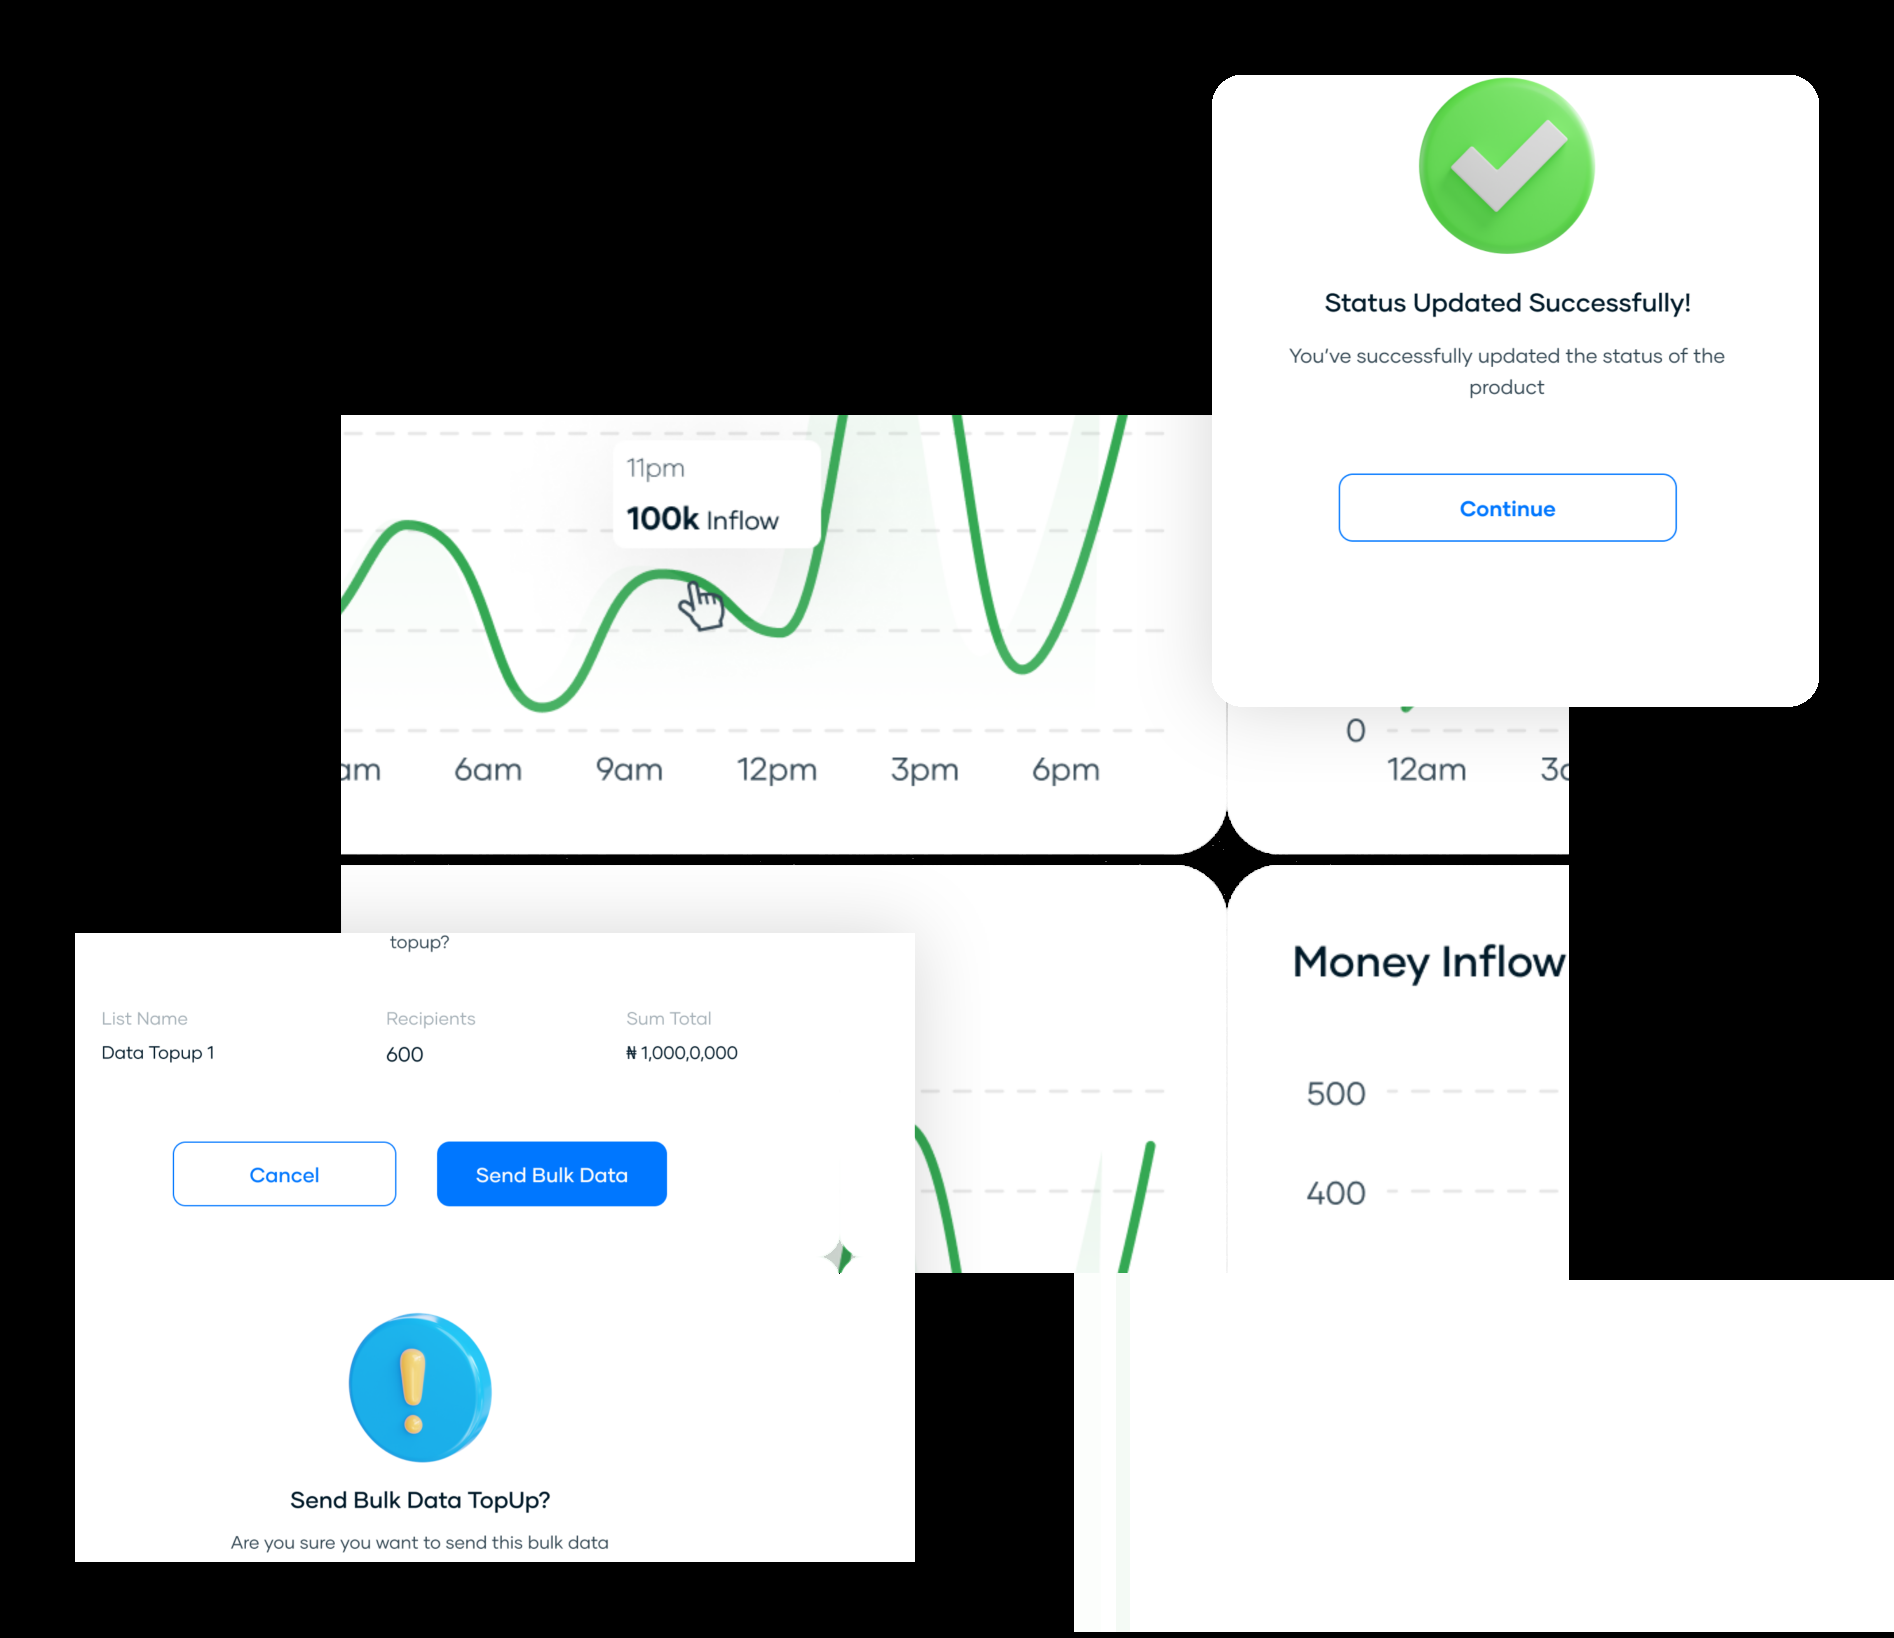 Status Updated Successfully!
You’ve successfully updated the status of the
product
Continue
11pm
100k Inflow
am
6am
9am
12pm
3pm
6pm
0
12am
Money Inflow
500
400
topup?
List Name
Recipients
Sum Total
Data Topup 1
600
₦ 1,000,0,000
Cancel
Send Bulk Data
Send Bulk Data TopUp?
Are you sure you want to send this bulk data